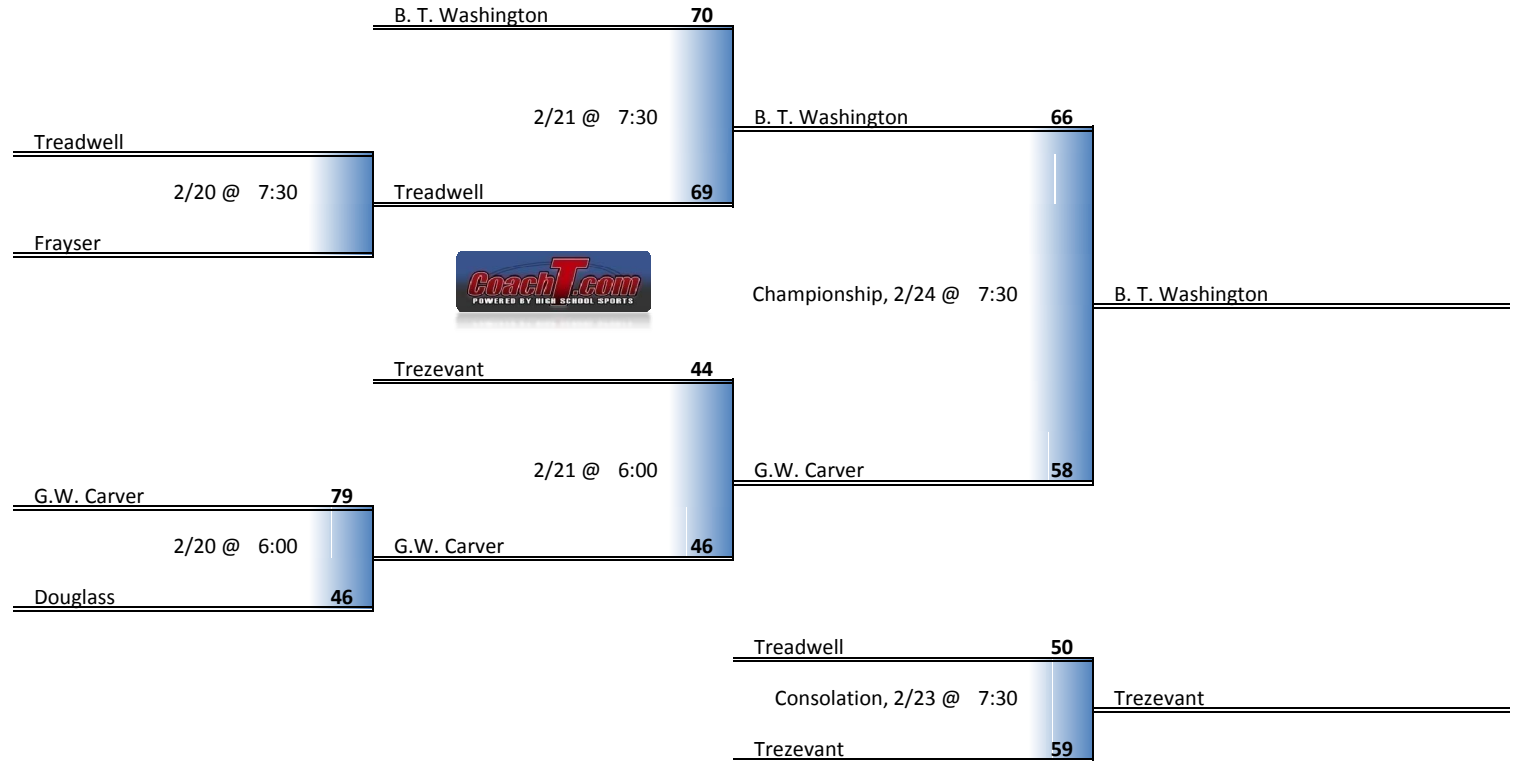 B. T. Washington 70
2/21 @ 7:30
B. T. Washington 66
Treadwell
2/20 @ 7:30
Treadwell 69
Frayser
CoachT.com
POWERED BY HIGH SCHOOL SPORTS
Championship, 2/24 @ 7:30
B. T. Washington
Trezevant 44
2/21 @ 6:00
G.W. Carver 58
G.W. Carver 79
2/20 @ 6:00
G.W. Carver 46
Douglass 46
Treadwell 50
Consolation, 2/23 @ 7:30
Trezevant
Trezevant 59